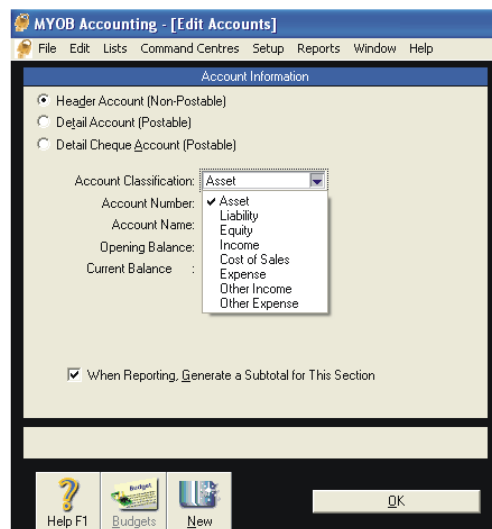 MYOB Accounting - [Edit Accounts]
File Edit Lists Command Centres Setup Reports Window Help
Account Information
Header Account (Non-Postable)
Detail Account (Postable)
Detail Cheque Account (Postable)
Account Classification: Asset
Account Number:
Account Name:
Opening Balance:
Current Balance :
Asset
Liability
Equity
Income
Cost of Sales
Expense
Other Income
Other Expense
When Reporting, Generate a Subtotal for This Section
Budget
Help F1 Budgets New OK